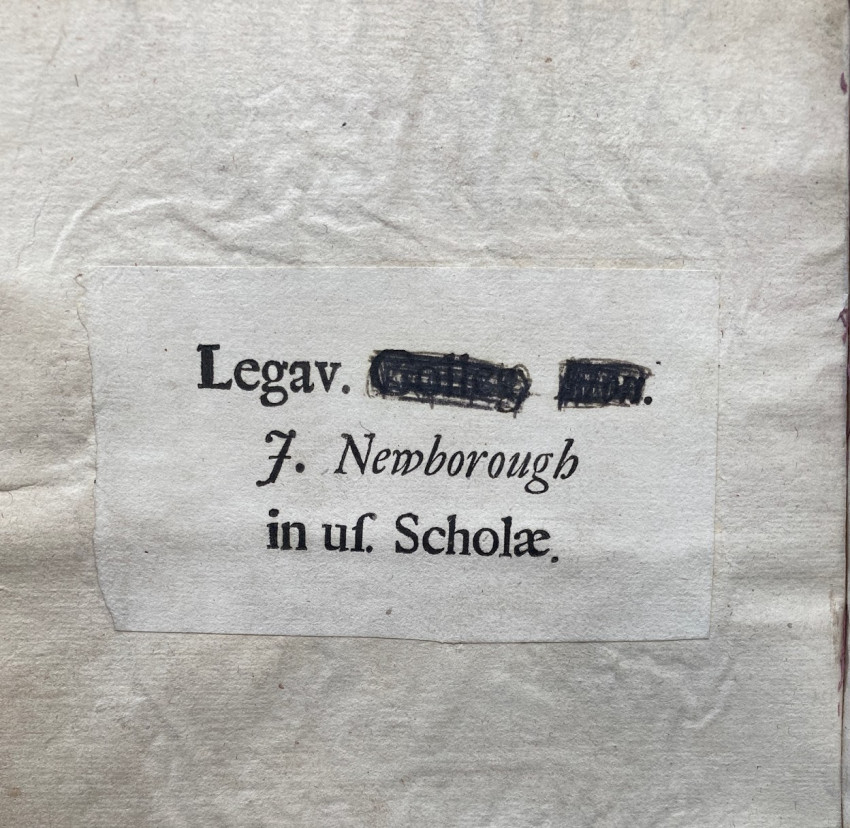 Legav.
J. Newborough
in uſ. Scholæ.